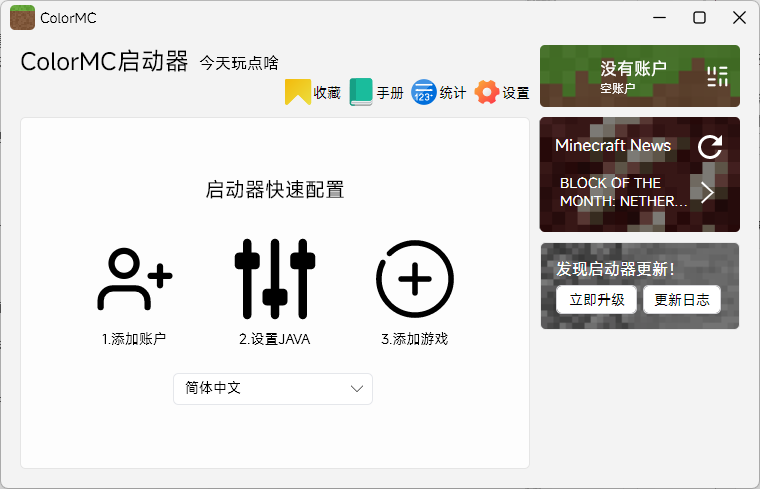 ColorMC
ColorMC启动器 今天玩点啥
收藏 手册 统计 设置
没有账户
空账户
Minecraft News
BLOCK OF THE
MONTH: NETHER...
发现启动器更新!
立即升级 更新日志
启动器快速配置
1.添加账户 2.设置JAVA 3.添加游戏
简体中文